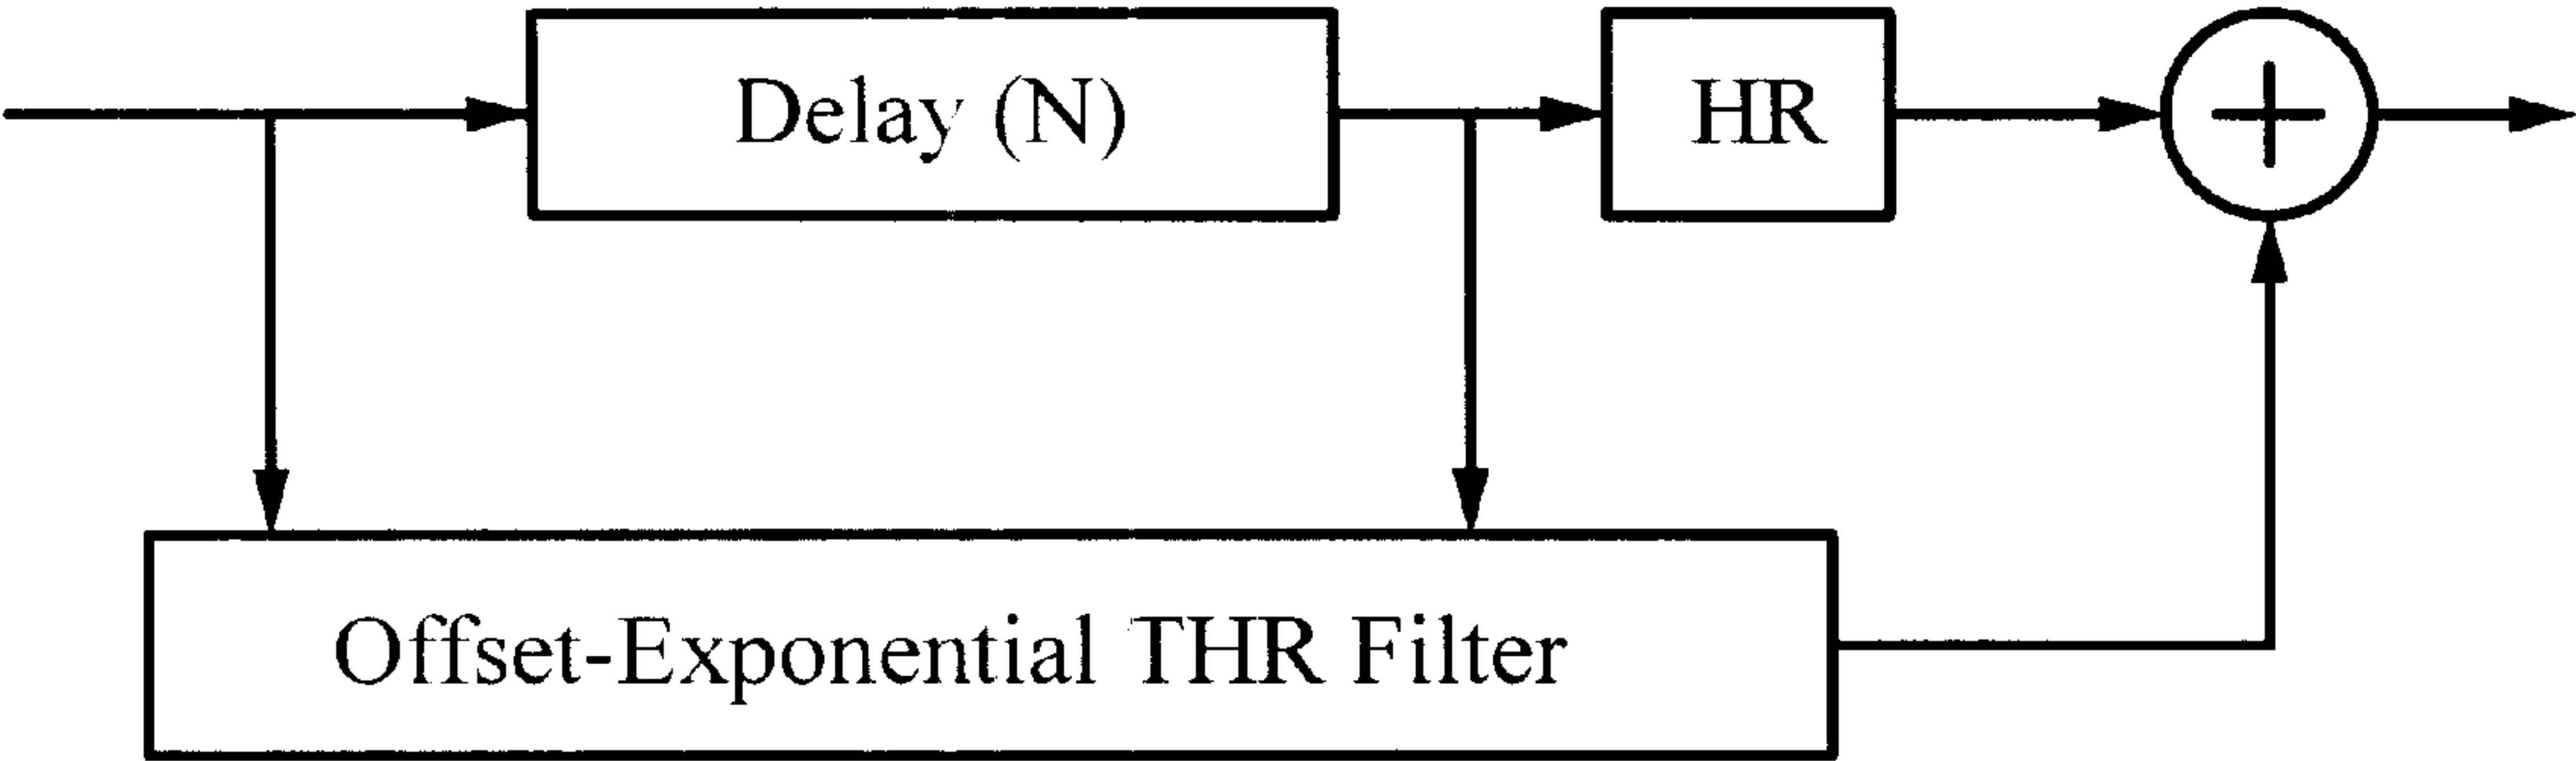 Delay (N)
HR
+
Offset-Exponential THR Filter